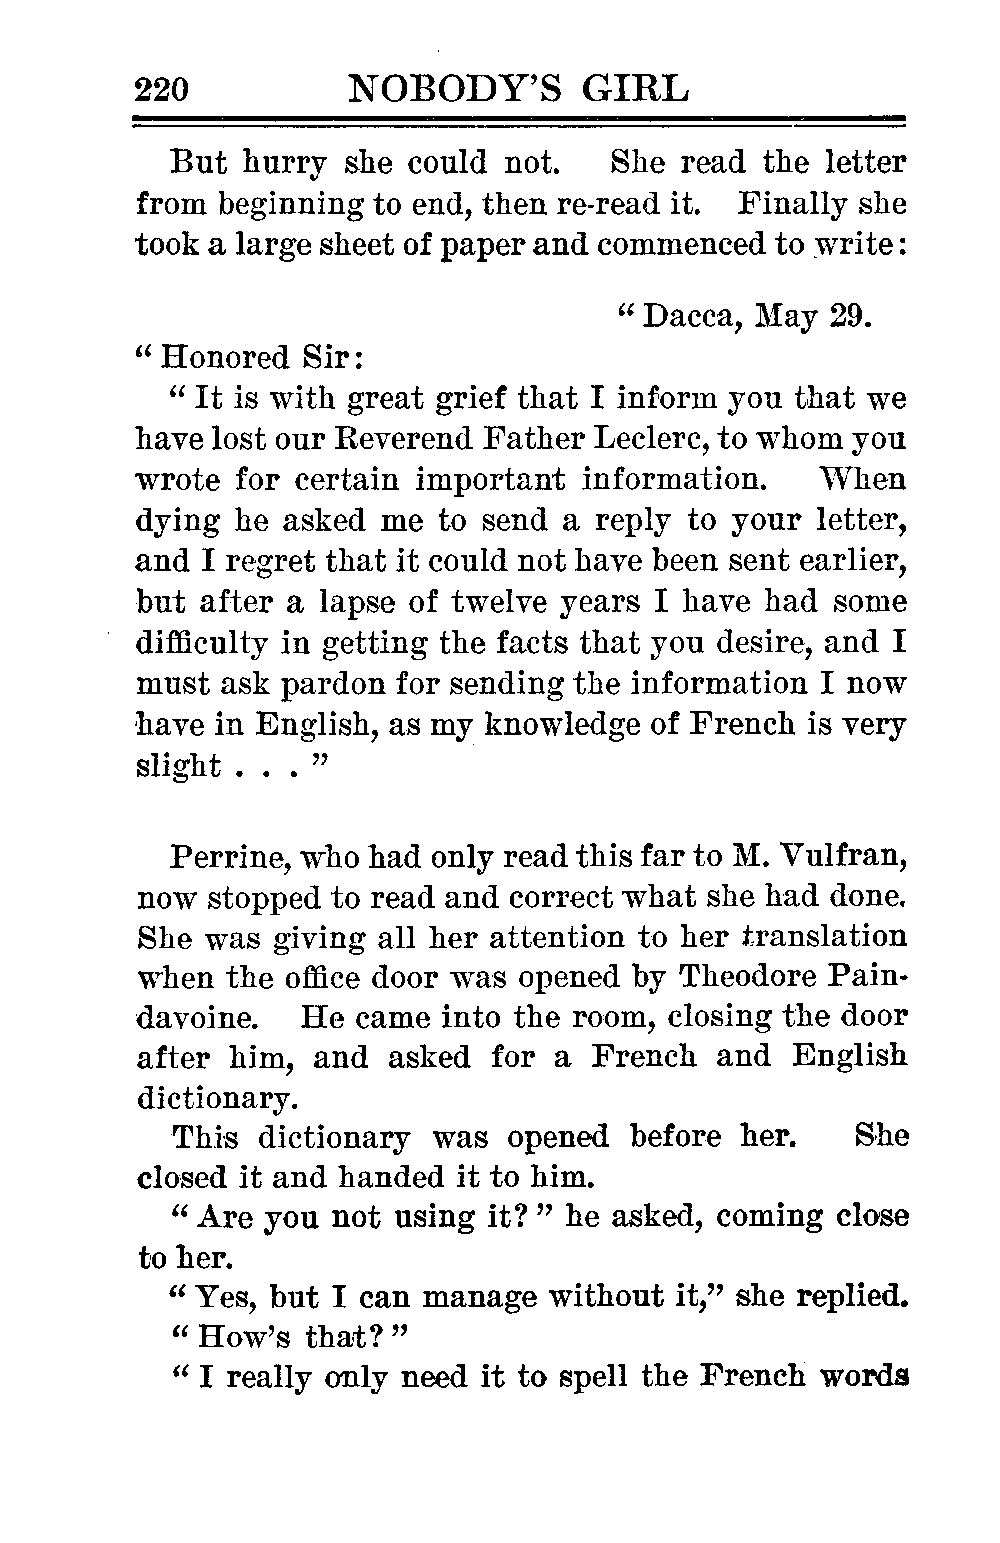 220 NOBODY'S GIRL
But hurry she could not. She read the letter
from beginning to end, then re-read it. Finally she
took a large sheet of paper and commenced to write:
“ Dacca, May 29.
“ Honored Sir:
“ It is with great grief that I inform you that we
have lost our Reverend Father Leclerc, to whom you
wrote for certain important information. When
dying he asked me to send a reply to your letter,
and I regret that it could not have been sent earlier,
but after a lapse of twelve years I have had some
difficulty in getting the facts that you desire, and I
must ask pardon for sending the information I now
have in English, as my knowledge of French is very
slight . . . ”
Perrine, who had only read this far to M. Vulfran,
now stopped to read and correct what she had done.
She was giving all her attention to her translation
when the office door was opened by Theodore Pain-
davoine. He came into the room, closing the door
after him, and asked for a French and English
dictionary.
This dictionary was opened before her. She
closed it and handed it to him.
“ Are you not using it? ” he asked, coming close
to her.
“ Yes, but I can manage without it,” she replied.
“ How's that? ”
“ I really only need it to spell the French words